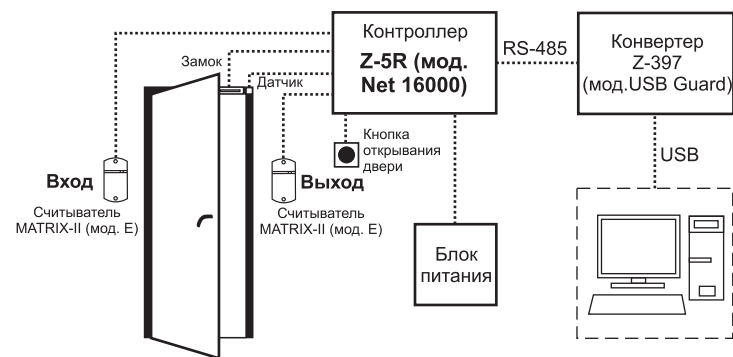 Контроллер
Z-5R (мод.
Net 16000)
RS-485
Конвертер
Z-397
(мод.USB Guard)
Замок
Датчик
Кнопка
открывания
двери
USB
Вход
Считыватель
MATRIX-II (мод. E)
Выход
Считыватель
MATRIX-II (мод. E)
Блок
питания